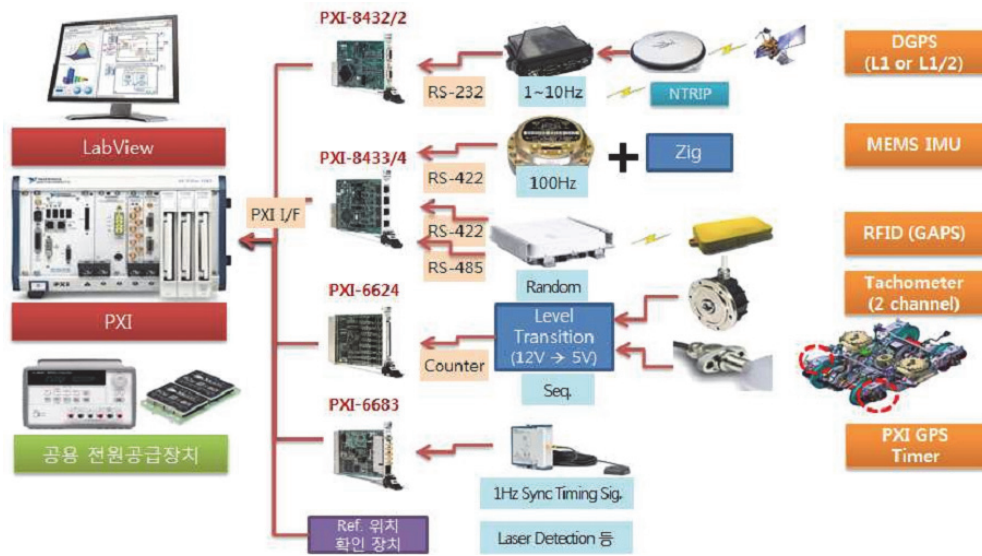 PXI-8432/2
RS-232
1~10Hz
NTRIP
DGPS
(L1 or L1/2)
LabView
PXI-8433/4
RS-422
100Hz
Zig
MEMS IMU
PXI I/F
RS-422
RS-485
Random
RFID (GAPS)
PXI
PXI-6624
Counter
Level
Transition
(12V → 5V)
Seq.
Tachometer
(2 channel)
공용 전원공급장치
PXI-6683
1Hz Sync Timing Sig.
PXI GPS
Timer
Ref. 위치
확인 장치
Laser Detection 등